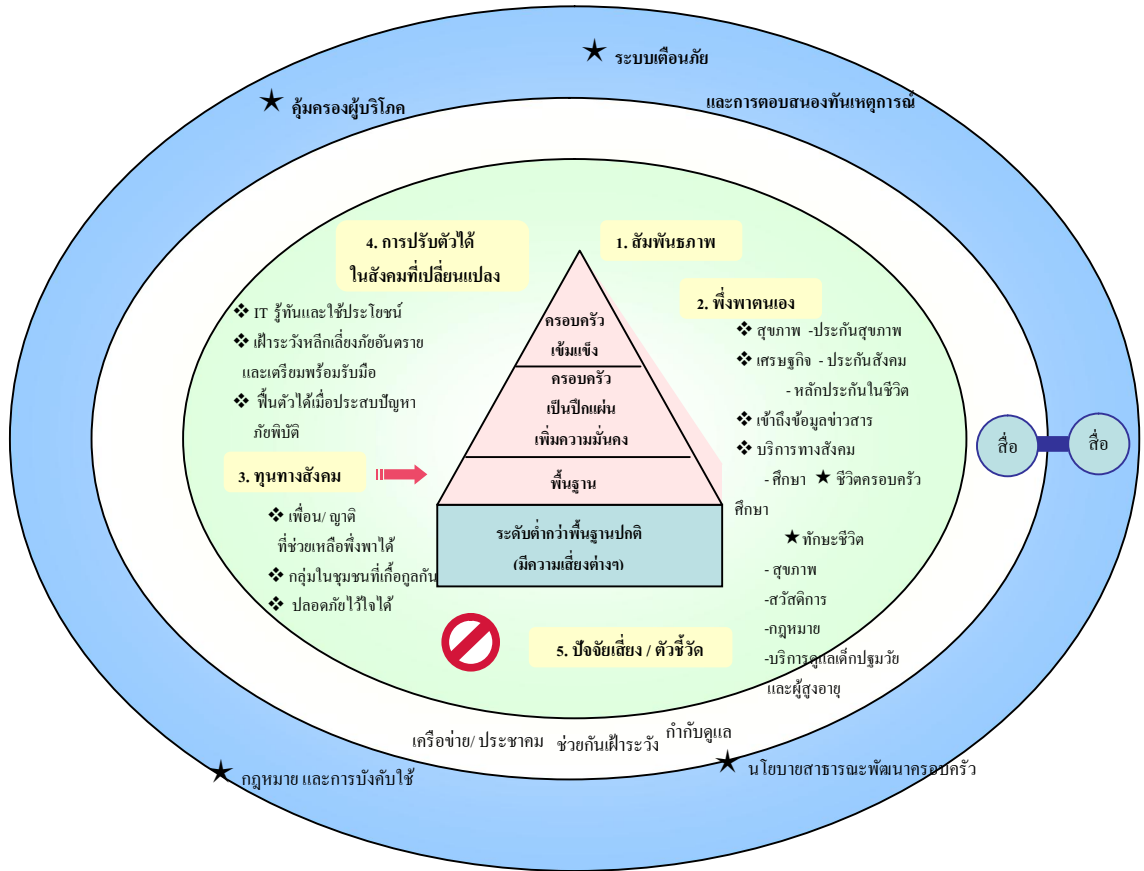 ★ ระบบเตือนภัย
และการตอบสนองทันเหตุการณ์
★ คุ้มครองผู้บริโภค
4. การปรับตัวได้
ในสังคมที่เปลี่ยนแปลง
❖ IT รู้ทันและใช้ประโยชน์
❖ เฝ้าระวังหลีกเลี่ยงภัยอันตราย
และเตรียมพร้อมรับมือ
❖ ฟื้นตัวได้เมื่อประสบปัญหา
ภัยพิบัติ
1. สัมพันธภาพ
2. พึ่งพาตนเอง
❖ สุขภาพ -ประกันสุขภาพ
❖ เศรษฐกิจ - ประกันสังคม
- หลักประกันในชีวิต
❖ เข้าถึงข้อมูลข่าวสาร
❖ บริการทางสังคม
- ศึกษา ★ ชีวิตครอบครัว
ศึกษา
★ทักษะชีวิต
- สุขภาพ
-สวัสดิการ
-กฎหมาย
-บริการดูแลเด็กปฐมวัย
และผู้สูงอายุ
ครอบครัว
เข้มแข็ง
ครอบครัว
เป็นปึกแผ่น
เพิ่มความมั่นคง
พื้นฐาน
ระดับต่ำกว่าพื้นฐานปกติ
(มีความเสี่ยงต่างๆ)
3. ทุนทางสังคม
❖ เพื่อน/ ญาติ
ที่ช่วยเหลือพึ่งพาได้
❖ กลุ่มในชุมชนที่เกื้อกูลกัน
❖ ปลอดภัยไว้ใจได้
5. ปัจจัยเสี่ยง / ตัวชี้วัด
สื่อ
สื่อ
เครือข่าย/ ประชาคม ช่วยกันเฝ้าระวัง กำกับดูแล
★ กฎหมาย และการบังคับใช้
★ นโยบายสาธารณะพัฒนาครอบครัว